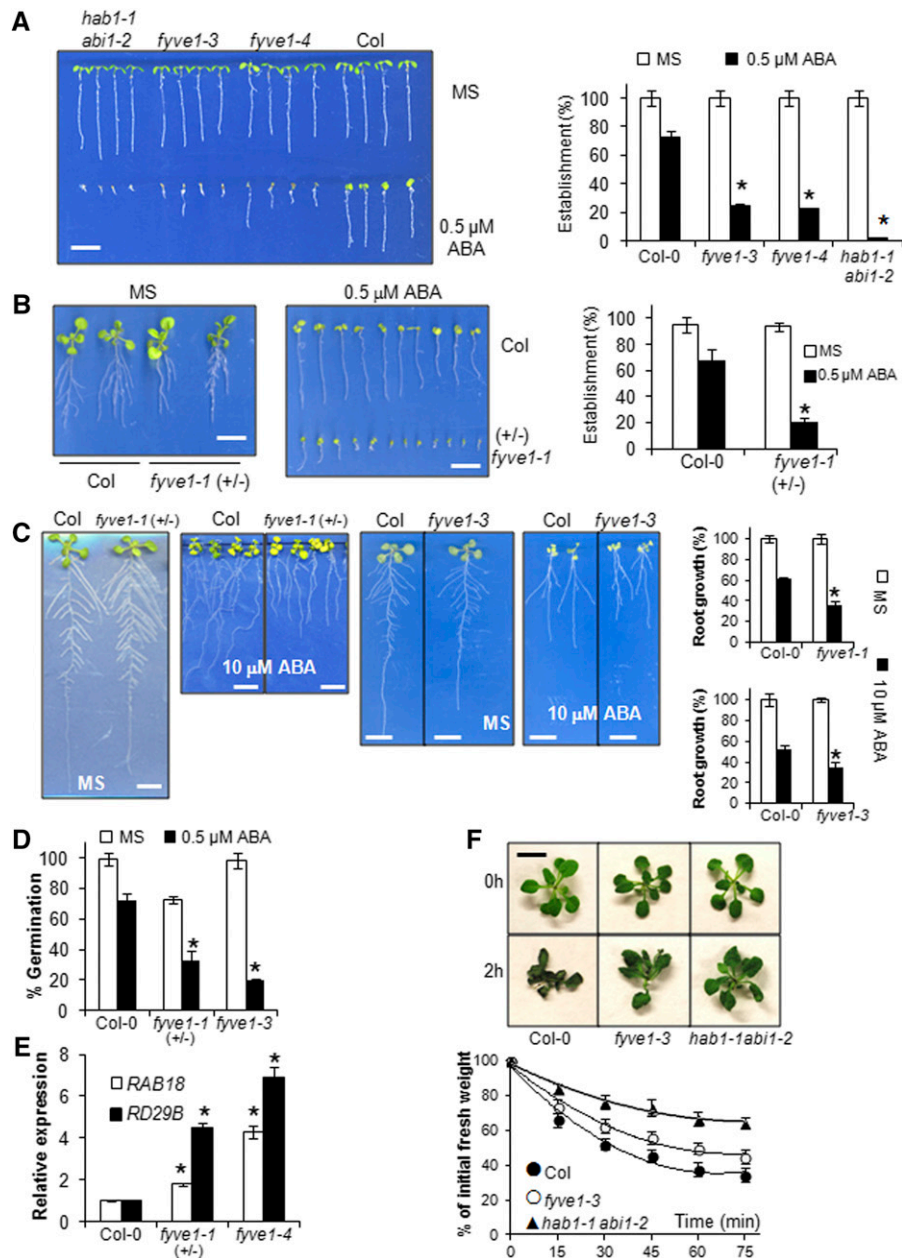 A
hab1-1
abi1-2 fyve1-3 fyve1-4 Col
MS
0.5 µM
ABA
MS 0.5 µM ABA
Establishment (%)
100
80
60
40
20
0
* * *
Col-0 fyve1-3 fyve1-4 hab1-1
abi1-2
B
MS 0.5 µM ABA
Col
(+/-)
fyve1-1
Col fyve1-1 (+/-)
Establishment (%)
100
80
60
40
20
0
MS
0.5 µM ABA
*
Col-0 fyve1-1
(+/-)
C
Col fyve1-1 (+/-) Col fyve1-1 (+/-) Col fyve1-3 Col fyve1-3
MS
10 µM ABA
MS
10 µM ABA
Root growth (%)
100
80
60
40
20
0
*
Col-0 fyve1-1
Root growth (%)
100
80
60
40
20
0
*
Col-0 fyve1-3
MS
10 µM ABA
D
MS 0.5 µM ABA
% Germination
100
80
60
40
20
0
* *
Col-0 fyve1-1 fyve1-3
(+/-)
E
Relative expression
8
6
4
2
0
RAB18
RD29B
* * * *
Col-0 fyve1-1 fyve1-4
(+/-)
F
0h
2h
Col-0 fyve1-3 hab1-1abi1-2
% of initial fresh weight
100
80
60
40
20
0
Col
fyve1-3
hab1-1 abi1-2
Time (min)
0 15 30 45 60 75